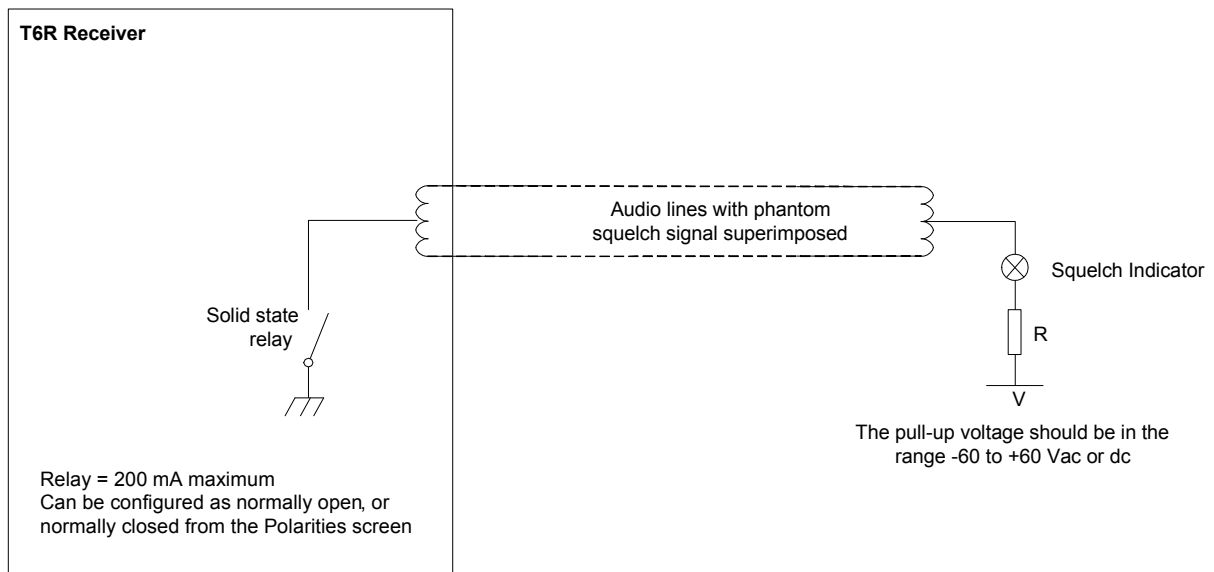 T6R Receiver
Audio lines with phantom
squelch signal superimposed
Squelch Indicator
Solid state
relay
R
V
The pull-up voltage should be in the
range -60 to +60 Vac or dc
Relay = 200 mA maximum
Can be configured as normally open, or
normally closed from the Polarities screen